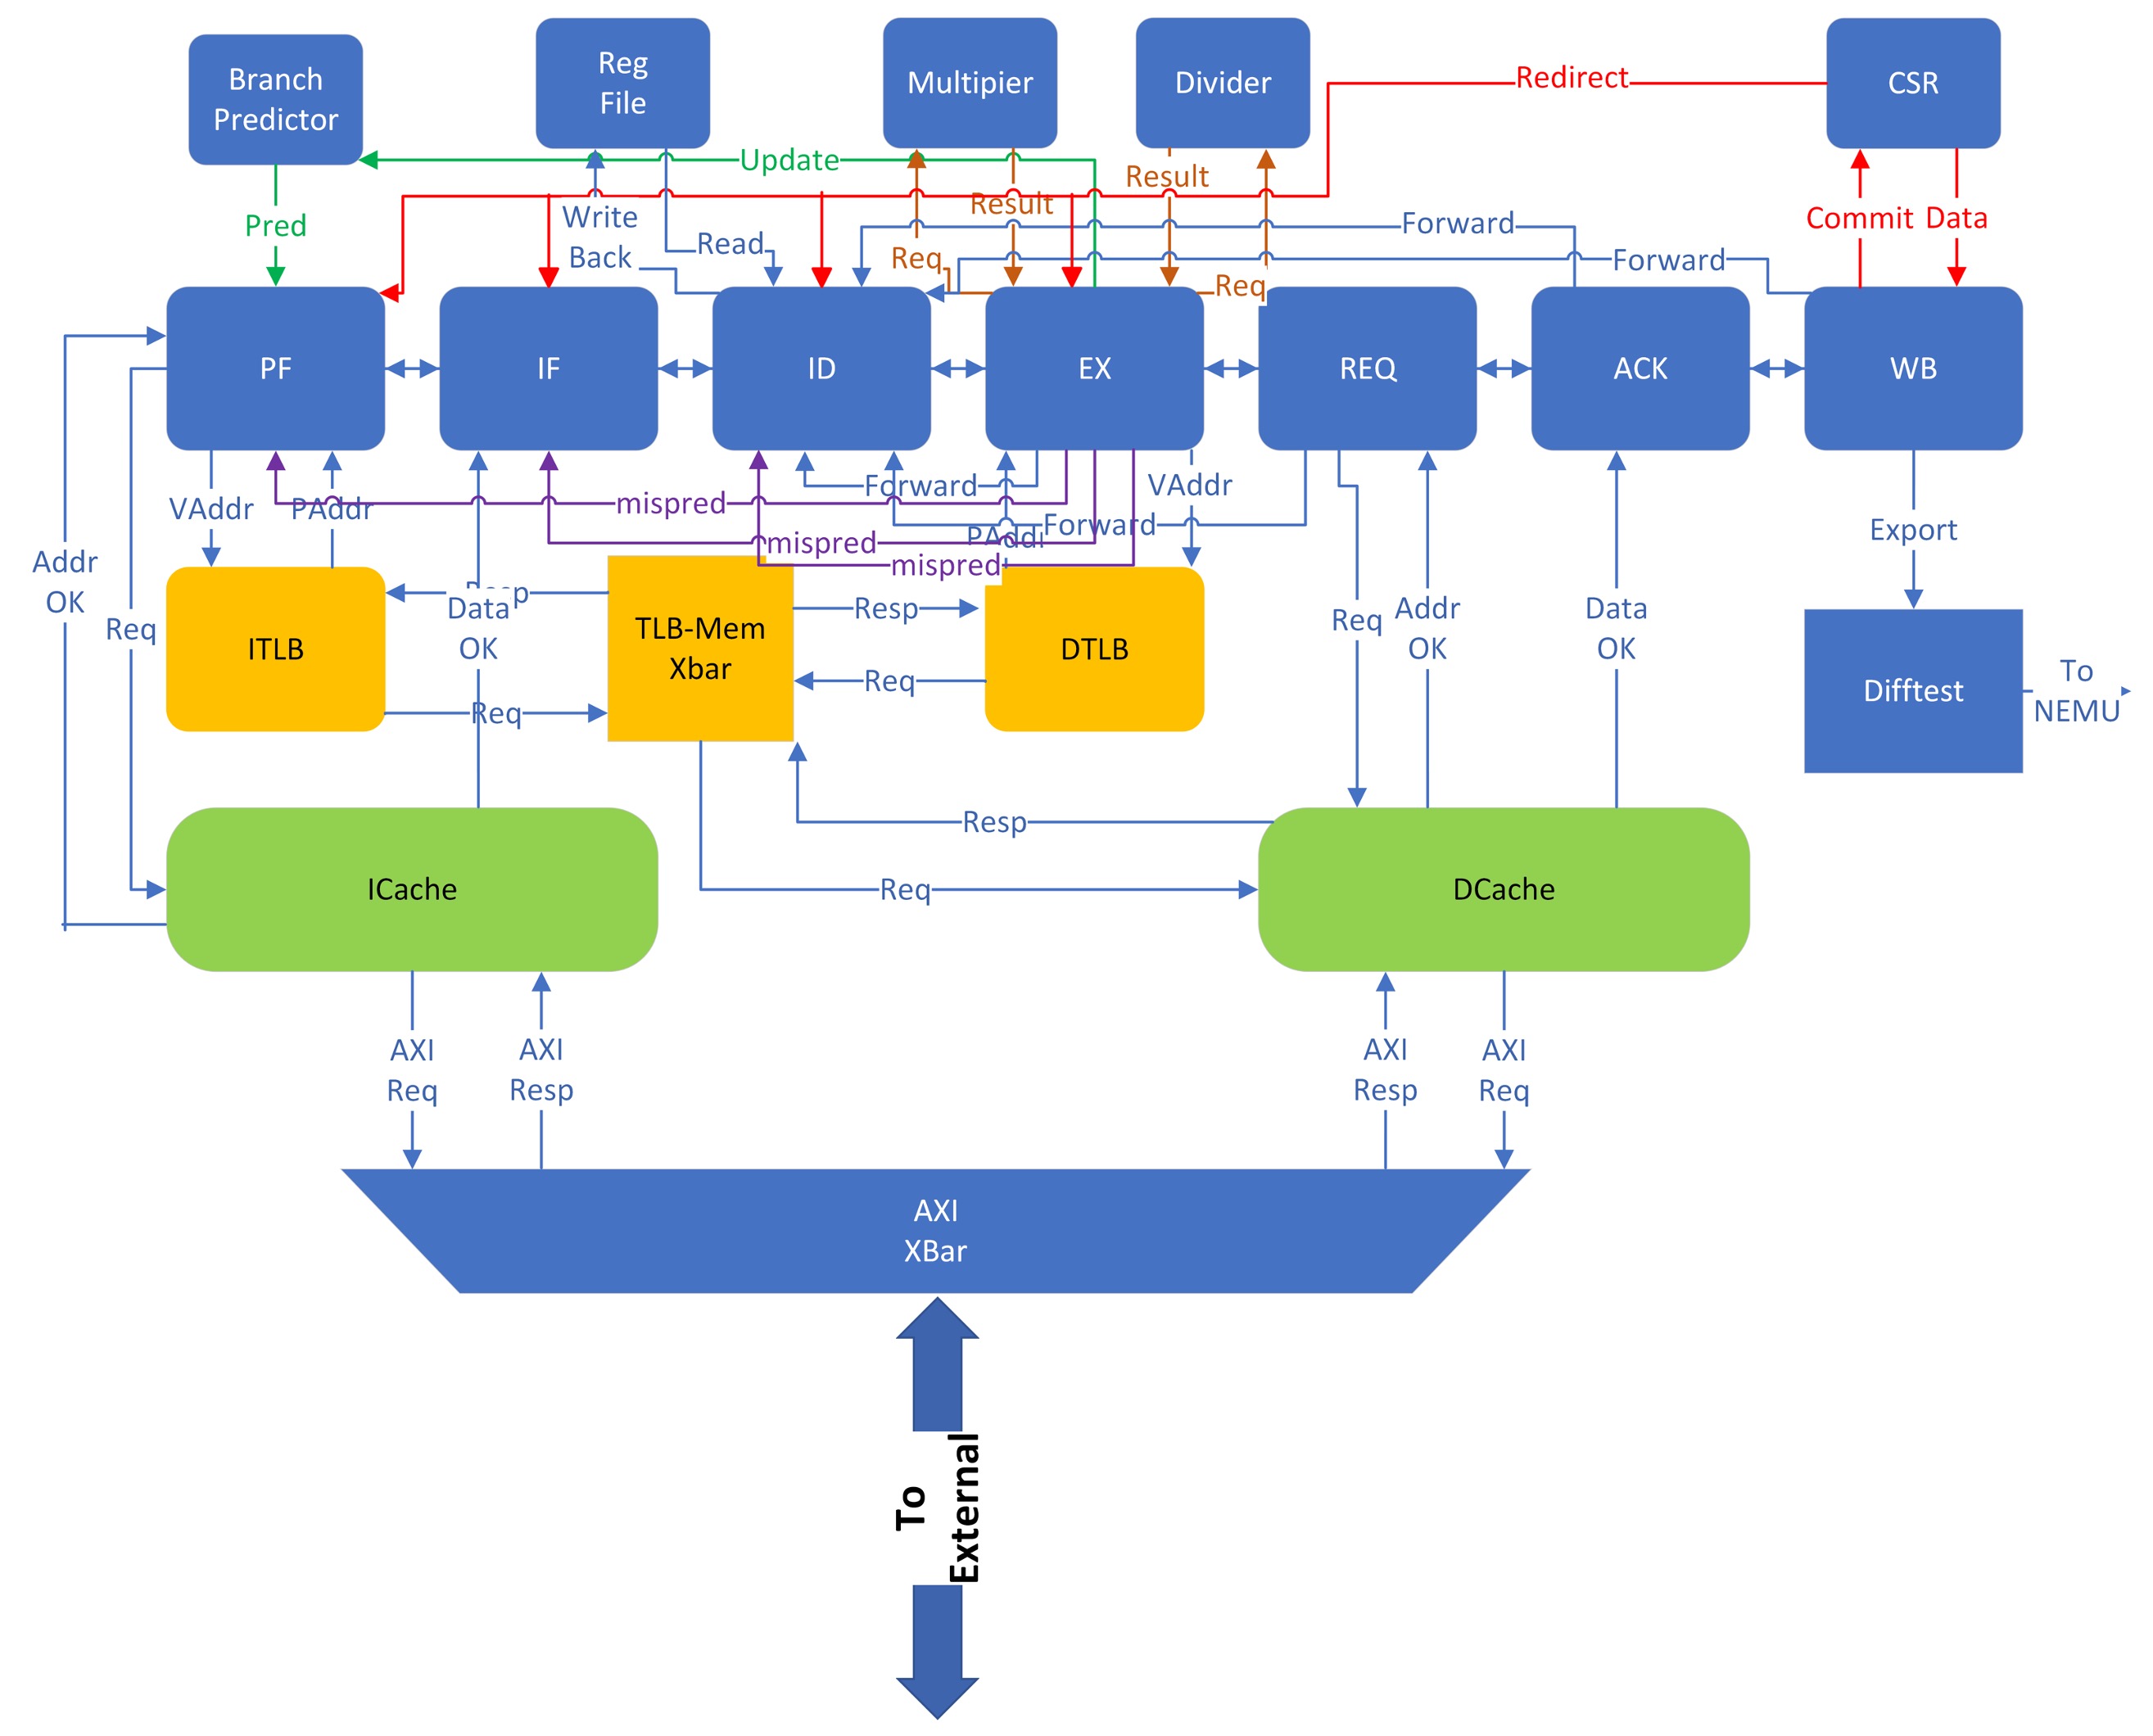 Branch
Predictor
Reg
File
Multipier
Divider
CSR
Redirect
Update
Result
Result
Pred
Write
Back
Read
Req
Req
Forward
Forward
Commit
Data
PF
IF
ID
EX
REQ
ACK
WB
VAddr
PAddr
mispred
Forward
VAddr
Forward
mispred
mispred
Export
Addr
OK
Req
Resp
Data
OK
ITLB
TLB-Mem
Xbar
Resp
DTLB
Req
Req
Req
Addr
OK
Data
OK
Difftest
To
NEMU
Resp
ICache
Req
DCache
AXI
Req
AXI
Resp
AXI
Resp
AXI
Req
AXI
XBar
To
External